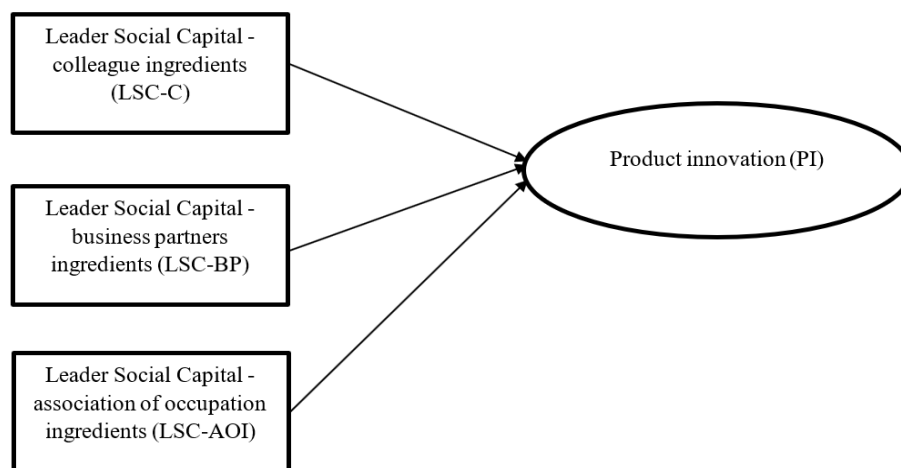 Leader Social Capital -
colleague ingredients
(LSC-C)
Product innovation (PI)
Leader Social Capital -
business partners
ingredients (LSC-BP)
Leader Social Capital -
association of occupation
ingredients (LSC-AOI)